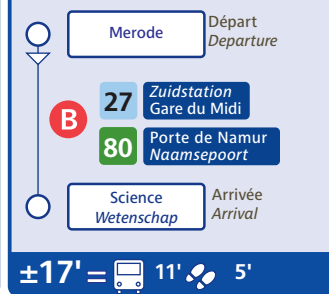 Merode
Départ
Departure
B
27
Zuidstation
Gare du Midi
80
Porte de Namur
Naamsepoort
Science
Wetenschap
Arrivée
Arrival
±17' = 11' 5'